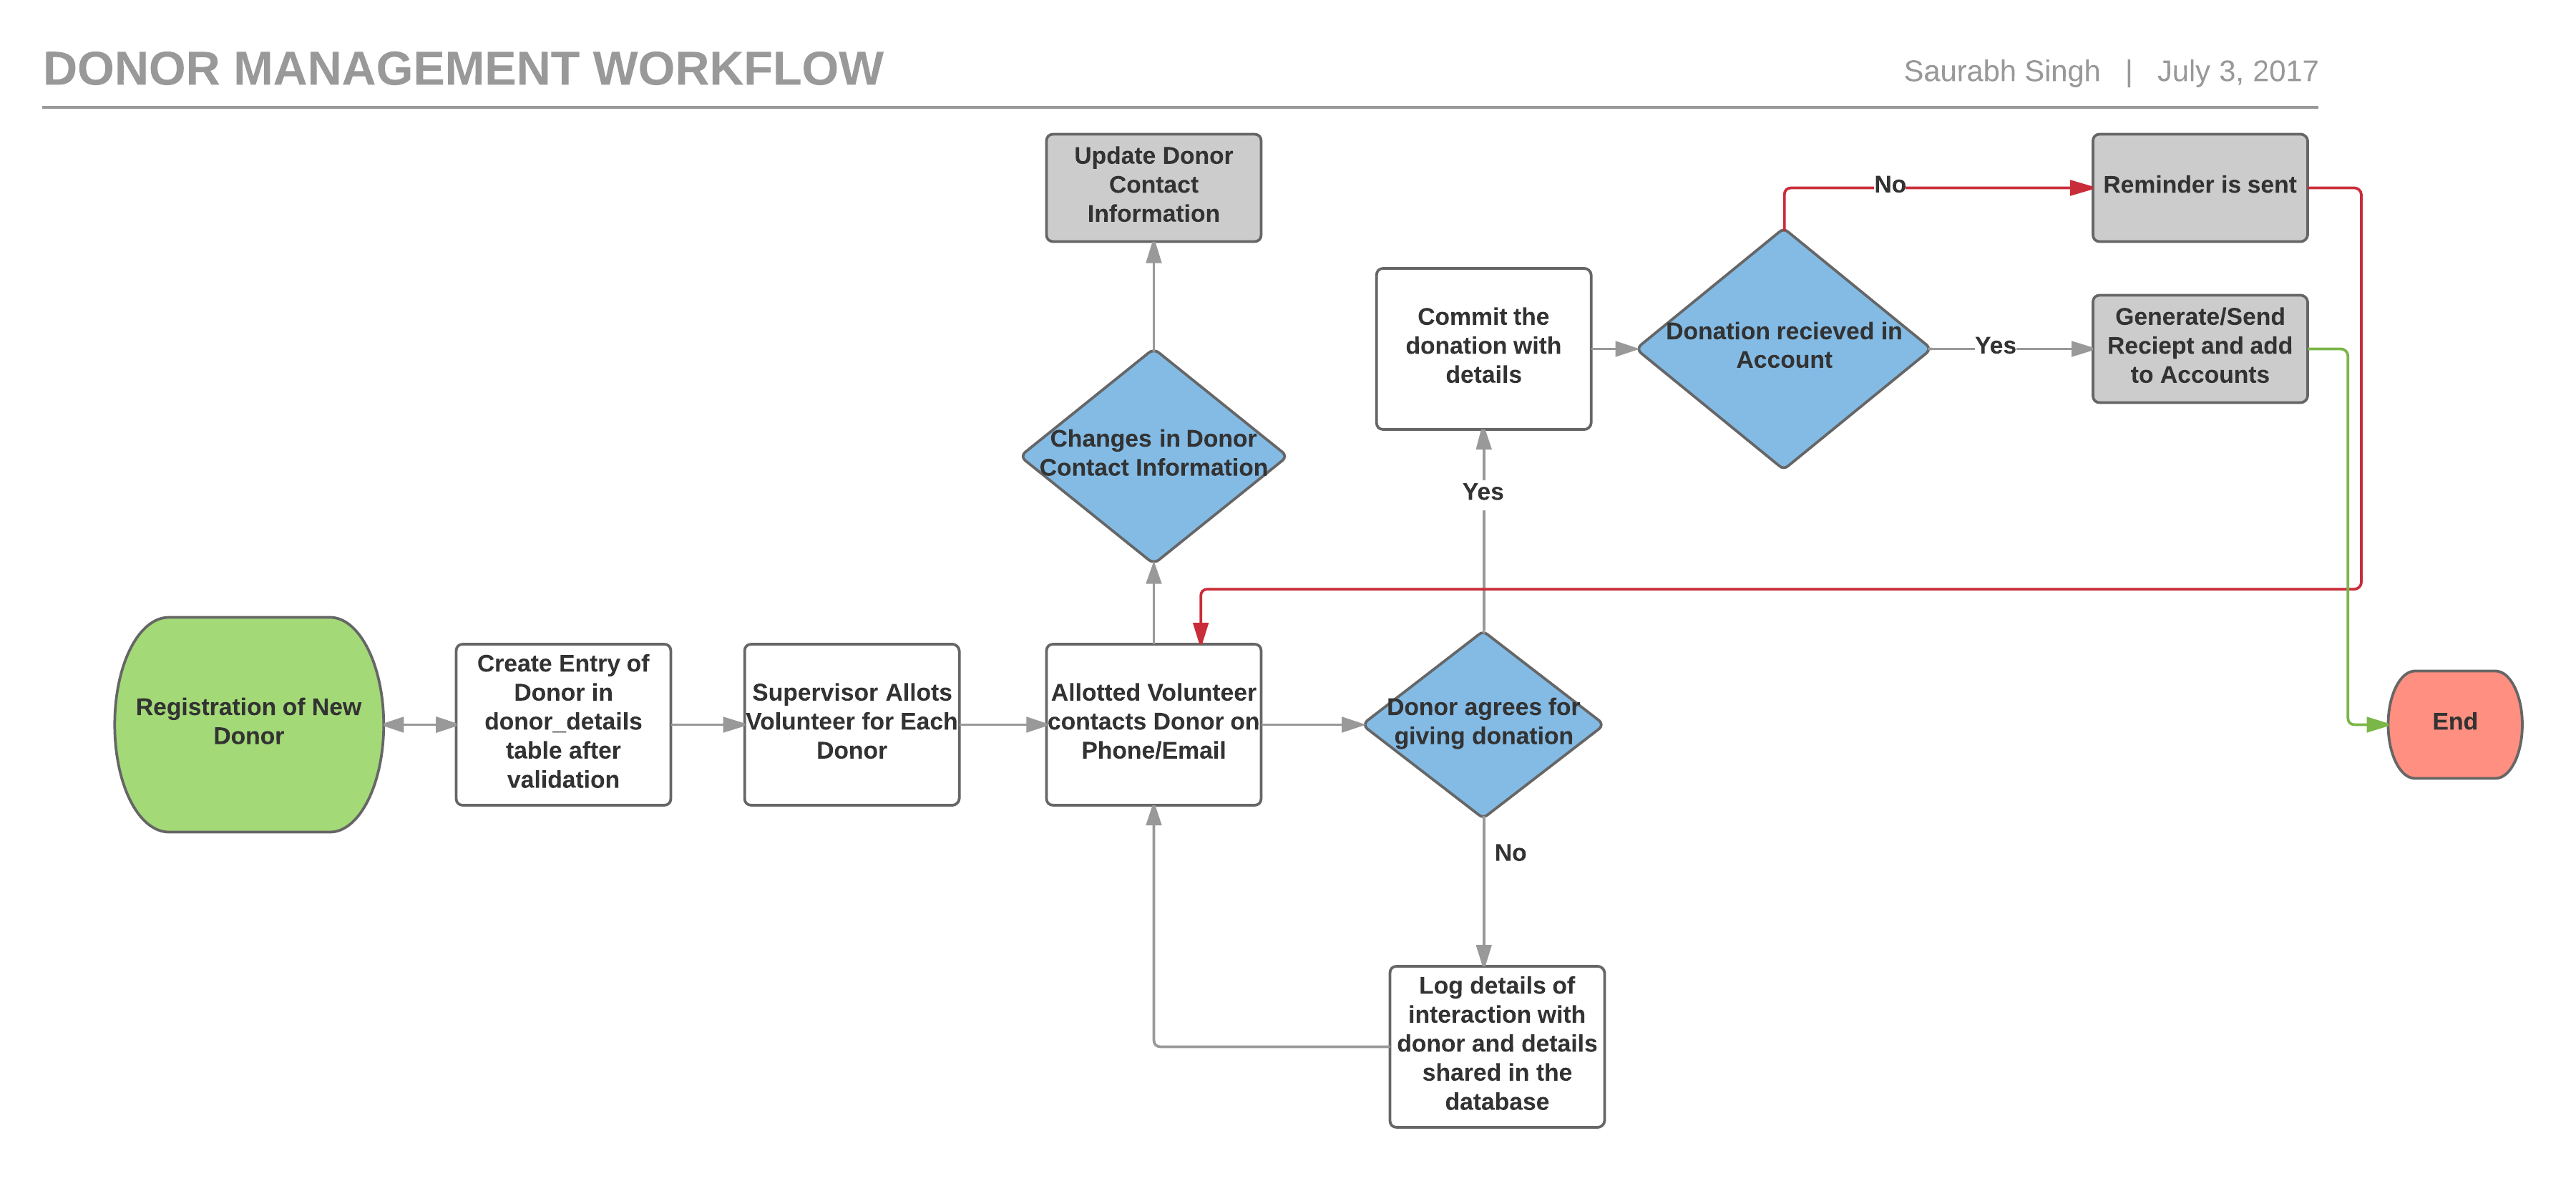 DONOR MANAGEMENT WORKFLOW
Saurabh Singh | July 3, 2017
Update Donor
Contact
Information
No
Reminder is sent
Commit the
donation with
details
Donation recieved in
Account
Yes
Generate/Send
Reciept and add
to Accounts
Changes in Donor
Contact Information
Yes
Registration of New
Donor
Create Entry of
Donor in
donor_details
table after
validation
Supervisor Allots
Volunteer for Each
Donor
Allotted Volunteer
contacts Donor on
Phone/Email
Donor agrees for
giving donation
End
No
Log details of
interaction with
donor and details
shared in the
database